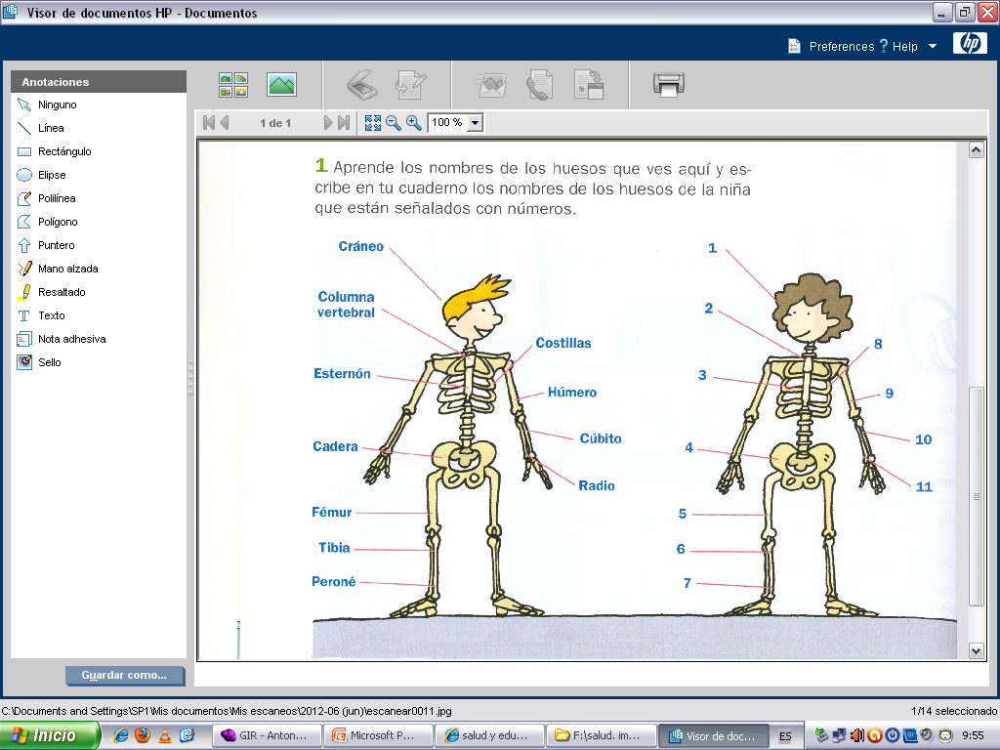 Visor de documentos HP - Documentos
Preferences ? Help
hp
Anotaciones
Ninguno
Línea
Rectángulo
Elipse
Polilínea
Polígono
Puntero
Mano alzada
Resaltado
Texto
Nota adhesiva
Sello
Guardar como...
1 de 1
100 %
1 Aprende los nombres de los huesos que ves aquí y es-
cribe en tu cuaderno los nombres de los huesos de la niña
que están señalados con números.
Cráneo
Columna
vertebral
Esternón
Cadera
Fémur
Tibia
Peroné
Costillas
Húmero
Cúbito
Radio
1
2
3
4
5
6
7
8
9
10
11
C:\Documents and Settings\SP1\Mis documentos\Mis escaneos\2012-06 (jun)\escanear0011.jpg
1/14 seleccionado
Inicio
GIR - Anton...
Microsoft P...
salud y edu...
F:\salud. im...
Visor de doc...
ES
9:55